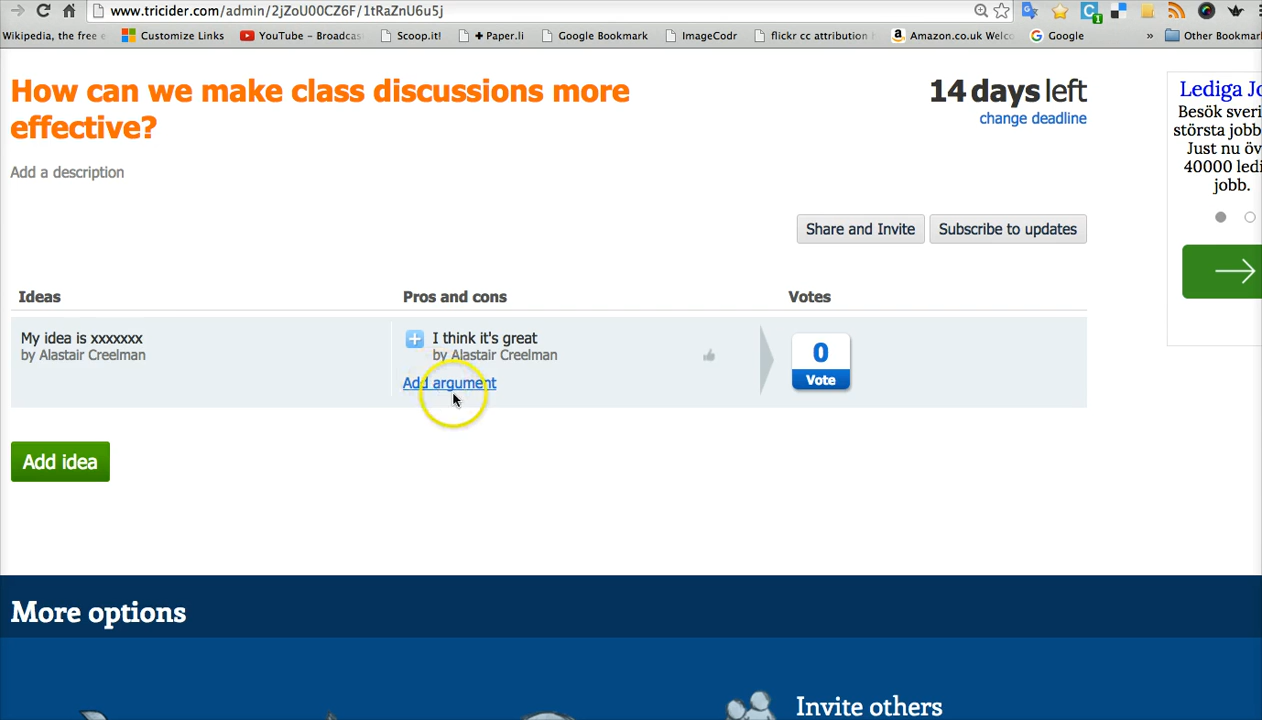 www.tricider.com/admin/2jZoU00CZ6F/1tRaZnU6u5j
Wikipedia, the free e Customize Links YouTube – Broadcas Scoop.it! + Paper.li Google Bookmark ImageCodr flickr cc attribution Amazon.co.uk Welco Google » Other Bookmar
How can we make class discussions more
effective?
14 days left
change deadline
Add a description
Share and Invite
Subscribe to updates
Ideas
Pros and cons
Votes
My idea is xxxxxxx
by Alastair Creelman
I think it's great
by Alastair Creelman
Add argument
0
Vote
Add idea
More options
Invite others
Lediga Jo
Besök sveri
största jobb
Just nu öv
40000 ledi
jobb.